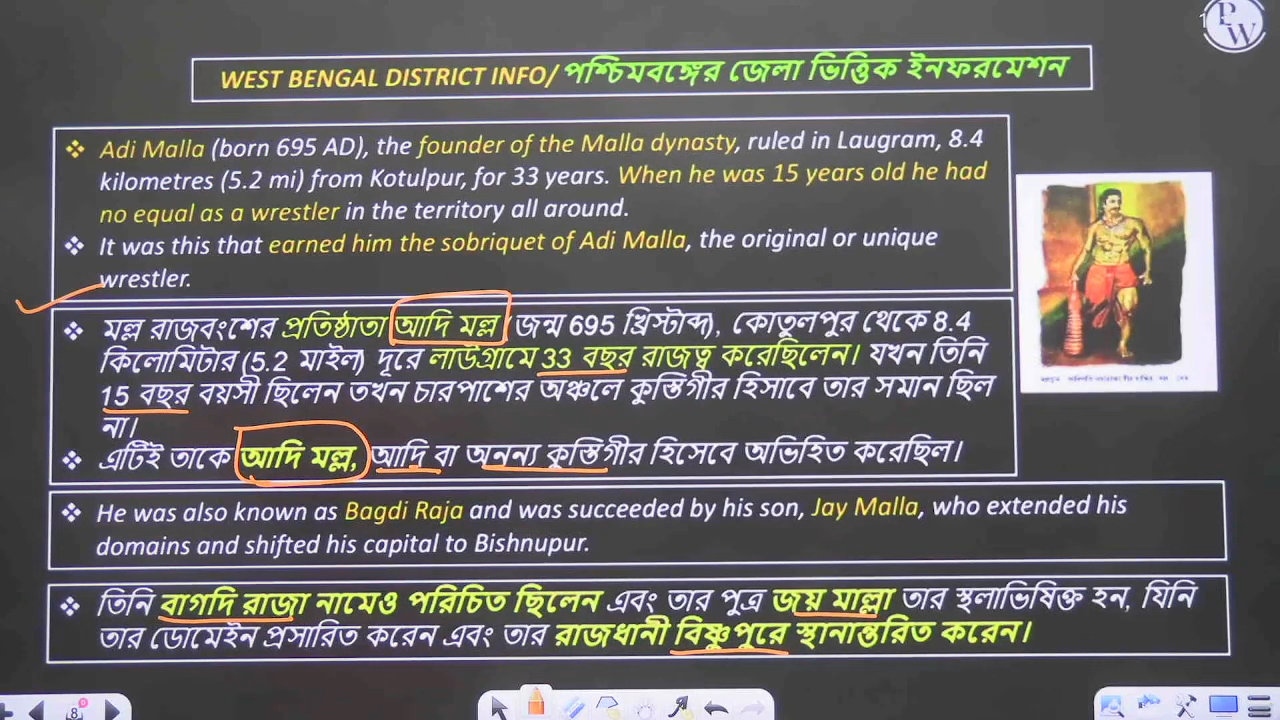 PW
WEST BENGAL DISTRICT INFO/ পশ্চিমবঙ্গের জেলা ভিত্তিক ইনফরমেশন
❖ Adi Malla (born 695 AD), the founder of the Malla dynasty, ruled in Laugram, 8.4
kilometres (5.2 mi) from Kotulpur, for 33 years. When he was 15 years old he had
no equal as a wrestler in the territory all around.
❖ It was this that earned him the sobriquet of Adi Malla, the original or unique
wrestler.
❖ মল্ল রাজবংশের প্রতিষ্ঠাতা আদি মল্ল (জন্ম 695 খ্রিস্টাব্দ), কোতুলপুর থেকে 8.4
কিলোমিটার (5.2 মাইল) দূরে লাউগ্রামে 33 বছর রাজত্ব করেছিলেন। যখন তিনি
15 বছর বয়সী ছিলেন তখন চারপাশের অঞ্চলে কুস্তিগীর হিসাবে তার সমান ছিল
না।
❖ এটিই তাকে আদি মল্ল, আদি বা অনন্য কুস্তিগীর হিসেবে অভিহিত করেছিল।
❖ He was also known as Bagdi Raja and was succeeded by his son, Jay Malla, who extended his
domains and shifted his capital to Bishnupur.
❖ তিনি বাগদি রাজা নামেও পরিচিত ছিলেন এবং তার পুত্র জয় মাল্লা তার স্থলাভিষিক্ত হন, যিনি
তার ডোমেইন প্রসারিত করেন এবং তার রাজধানী বিষ্ণুপুরে স্থানান্তরিত করেন।
8